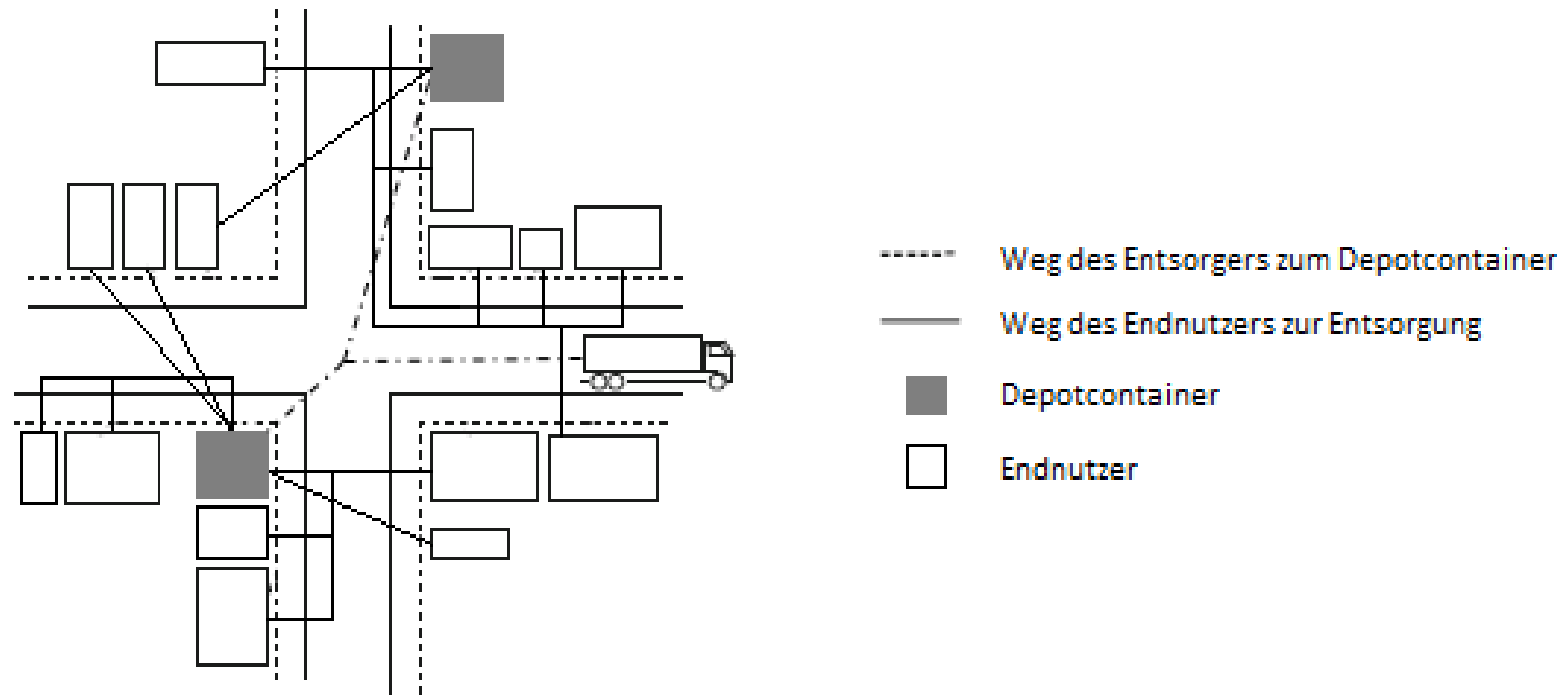 Weg des Entsorgers zum Depotcontainer
Weg des Endnutzers zur Entsorgung
Depotcontainer
Endnutzer